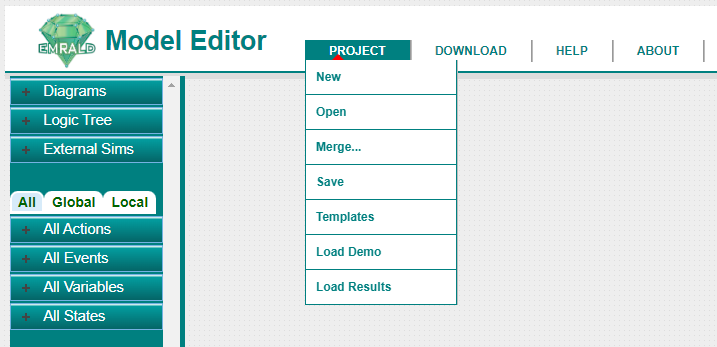 EMRALD
Model Editor
PROJECT
DOWNLOAD
HELP
ABOUT
New
Open
Merge...
Save
Templates
Load Demo
Load Results
Diagrams
Logic Tree
External Sims
All Global Local
All Actions
All Events
All Variables
All States